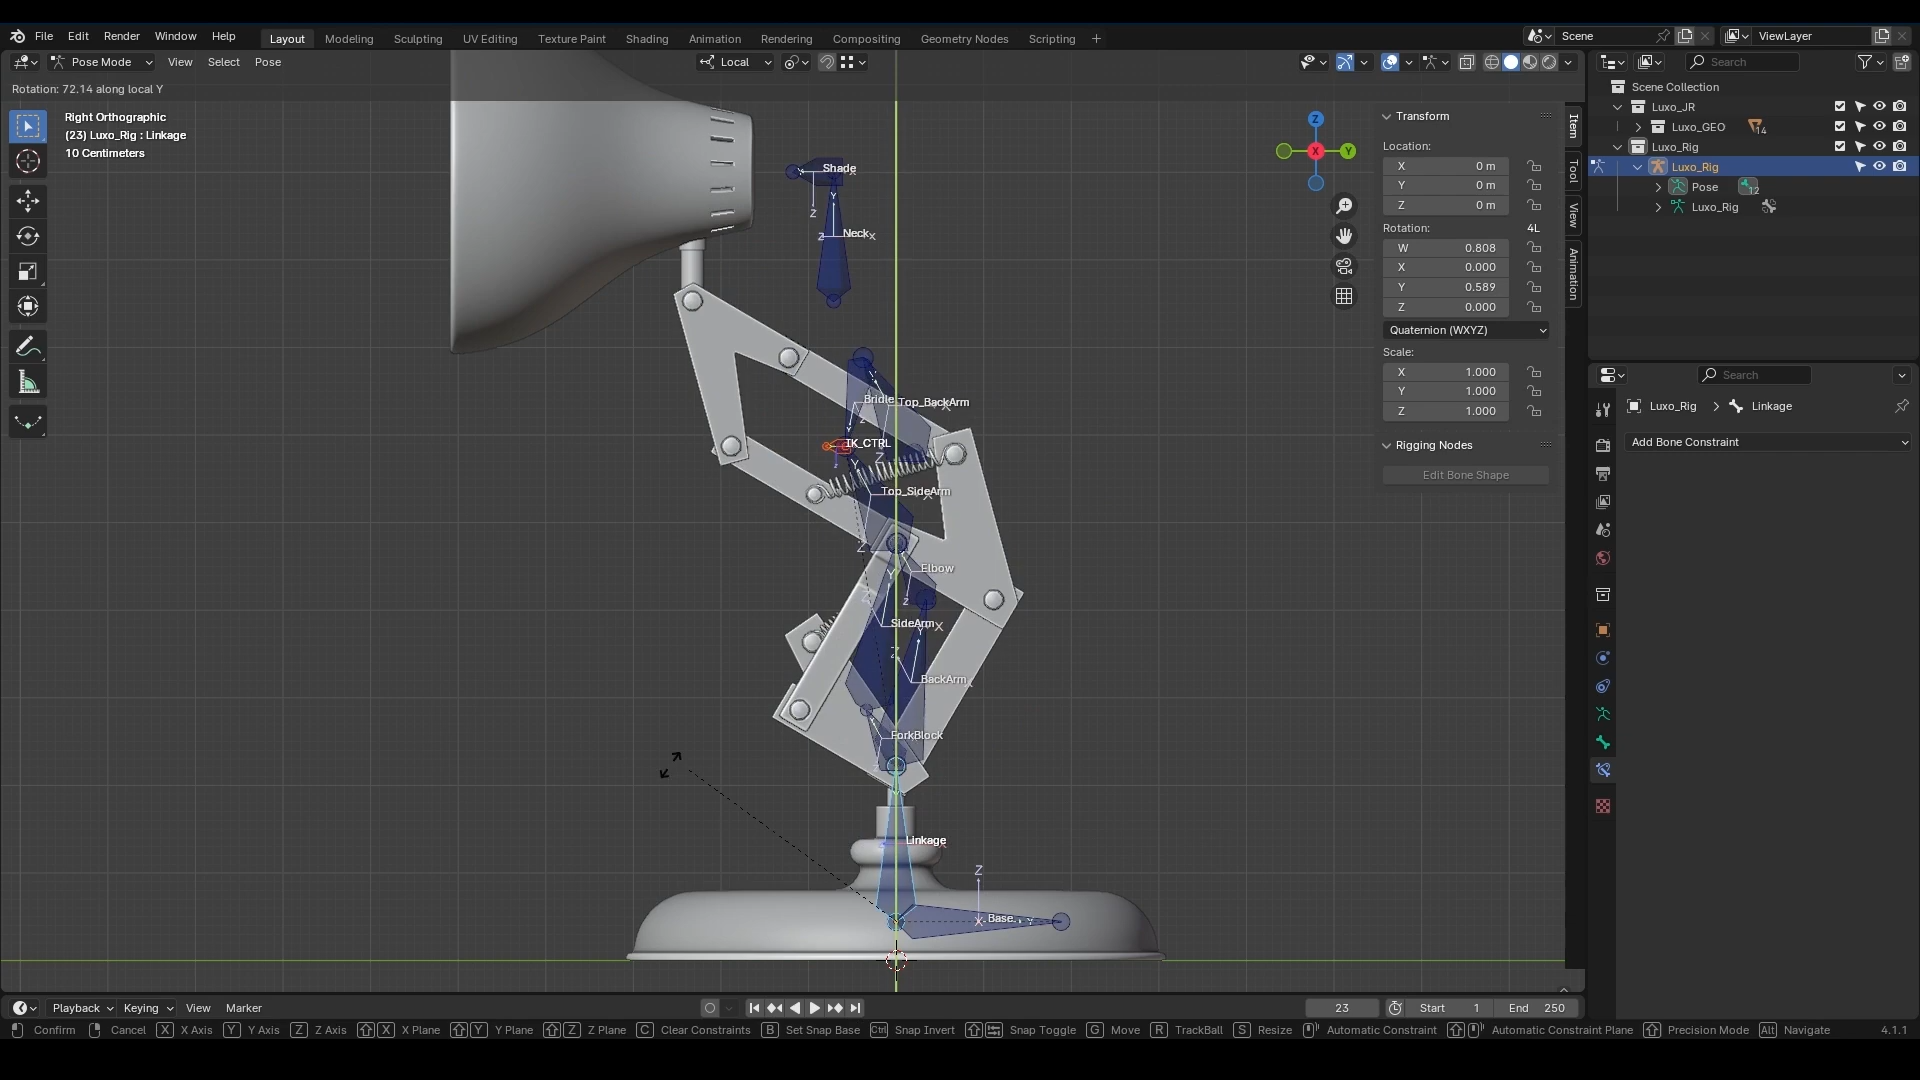 File Edit Render Window Help Layout Modeling Sculpting UV Editing Texture Paint Shading Animation Rendering Compositing Geometry Nodes Scripting + Scene ViewLayer
Pose Mode View Select Pose Local Search
Rotation: 72.14 along local Y
Right Orthographic
(23) Luxo_Rig : Linkage
10 Centimeters
Scene Collection
Luxo_JR
Luxo_GEO 14
Luxo_Rig
Luxo_Rig
Pose 12
Luxo_Rig
Z
X
Y
Item
Tool
View
Animation
Transform
Location:
X 0 m
Y 0 m
Z 0 m
Rotation: 4L
W 0.808
X 0.000
Y 0.589
Z 0.000
Quaternion (WXYZ)
Scale:
X 1.000
Y 1.000
Z 1.000
Rigging Nodes
Edit Bone Shape
Search
Luxo_Rig > Linkage
Add Bone Constraint
Shade
Neck
Bridle
Top_BackArm
IK_CTRL
Top_SideArm
Elbow
SideArm
BackArm
ForkBlock
Linkage
Base
Playback Keying View Marker 23 Start 1 End 250
Confirm Cancel X X Axis Y Y Axis Z Z Axis X X Plane Y Y Plane Z Z Plane C Clear Constraints B Set Snap Base Ctrl Snap Invert Snap Toggle G Move R TrackBall S Resize Automatic Constraint Automatic Constraint Plane Precision Mode Alt Navigate 4.1.1